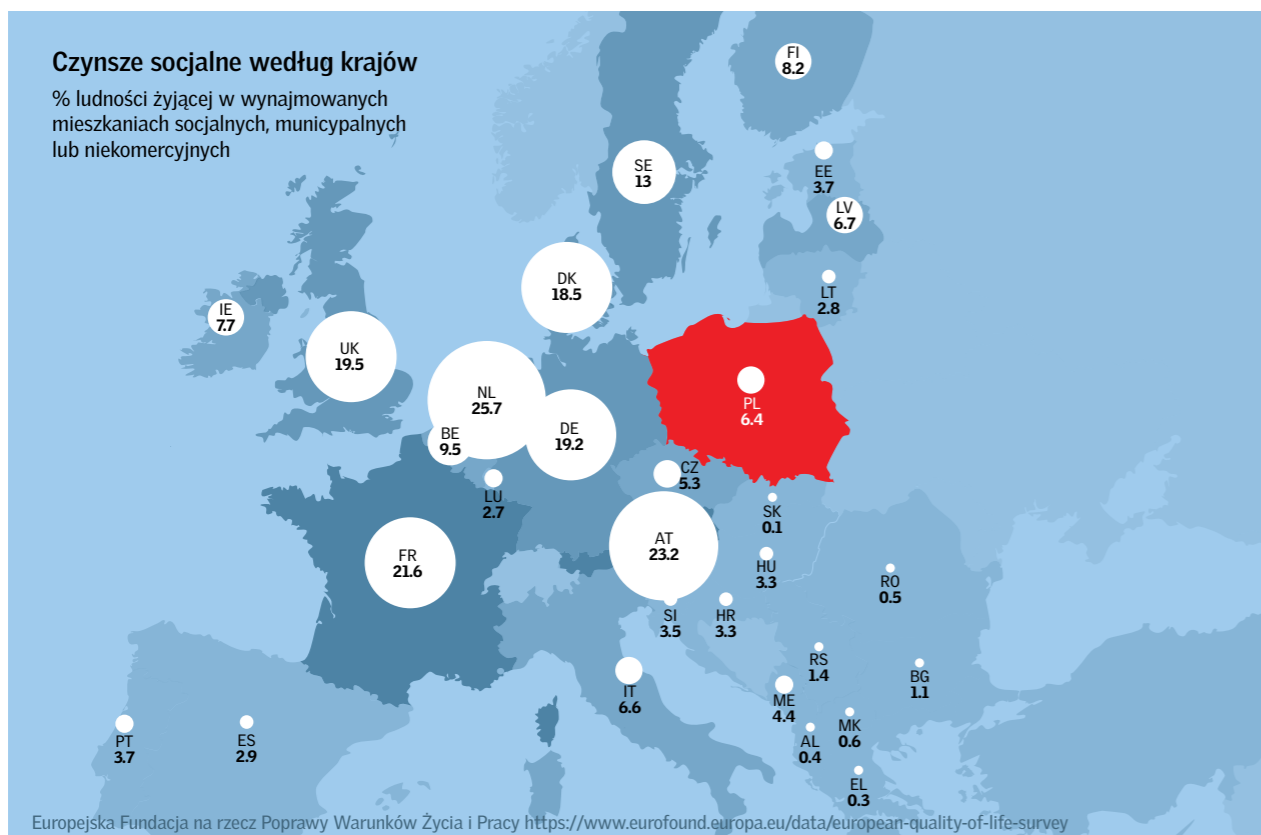 Czynsze socjalne według krajów
% ludności żyjącej w wynajmowanych
mieszkaniach socjalnych, municypalnych
lub niekomercyjnych
FI
8.2
SE
13
EE
3.7
LV
6.7
DK
18.5
LT
2.8
IE
7.7
UK
19.5
NL
25.7
PL
6.4
BE
9.5
DE
19.2
CZ
5.3
LU
2.7
SK
0.1
AT
23.2
FR
21.6
HU
3.3
RO
0.5
SI
3.5
HR
3.3
RS
1.4
BG
1.1
IT
6.6
ME
4.4
MK
0.6
PT
3.7
ES
2.9
AL
0.4
EL
0.3
Europejska Fundacja na rzecz Poprawy Warunków Życia i Pracy https://www.eurofound.europa.eu/data/european-quality-of-life-survey